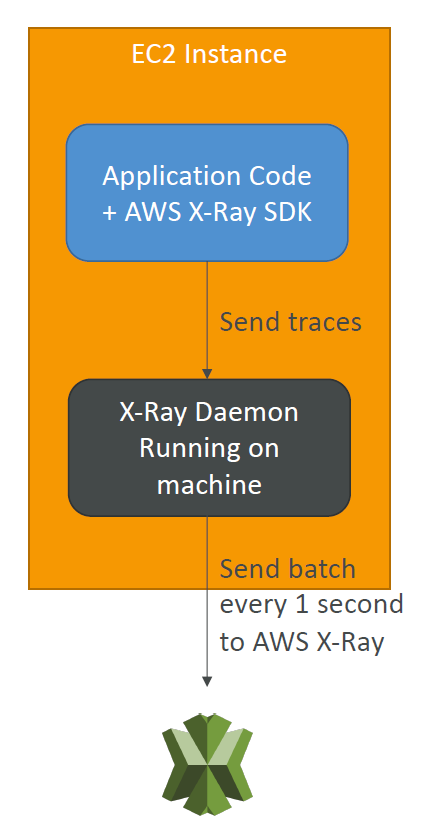 EC2 Instance
Application Code
+ AWS X-Ray SDK
Send traces
X-Ray Daemon
Running on
machine
Send batch
every 1 second
to AWS X-Ray